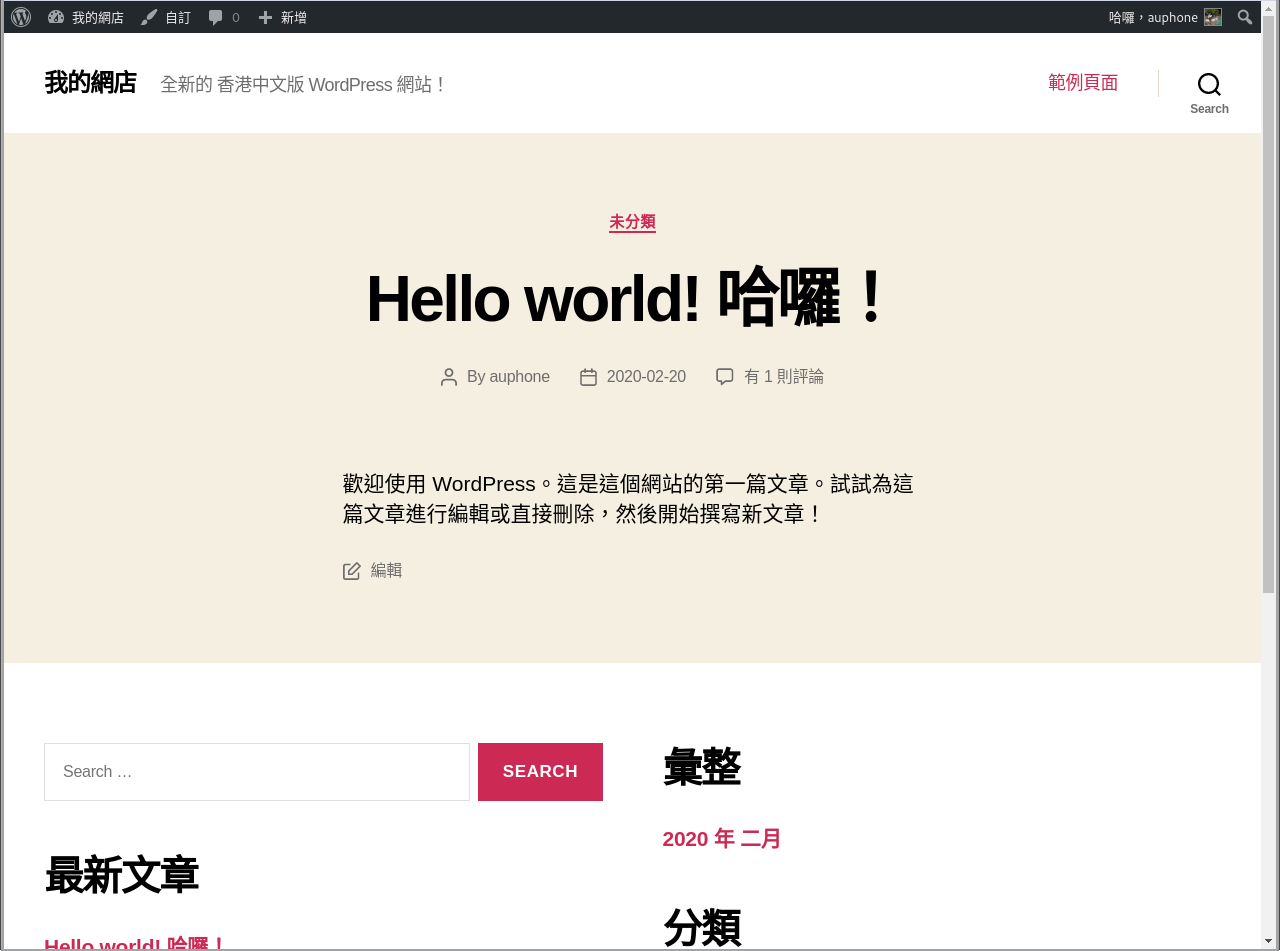 我的網店 自訂 0 新增 哈囉，auphone
我的網店 全新的 香港中文版 WordPress 網站！ 範例頁面 Search
未分類
Hello world! 哈囉！
By auphone 2020-02-20 有 1 則評論
歡迎使用 WordPress。這是這個網站的第一篇文章。試試為這
篇文章進行編輯或直接刪除，然後開始撰寫新文章！
編輯
Search … SEARCH
最新文章
Hello world! 哈囉！
彙整
2020 年 二月
分類